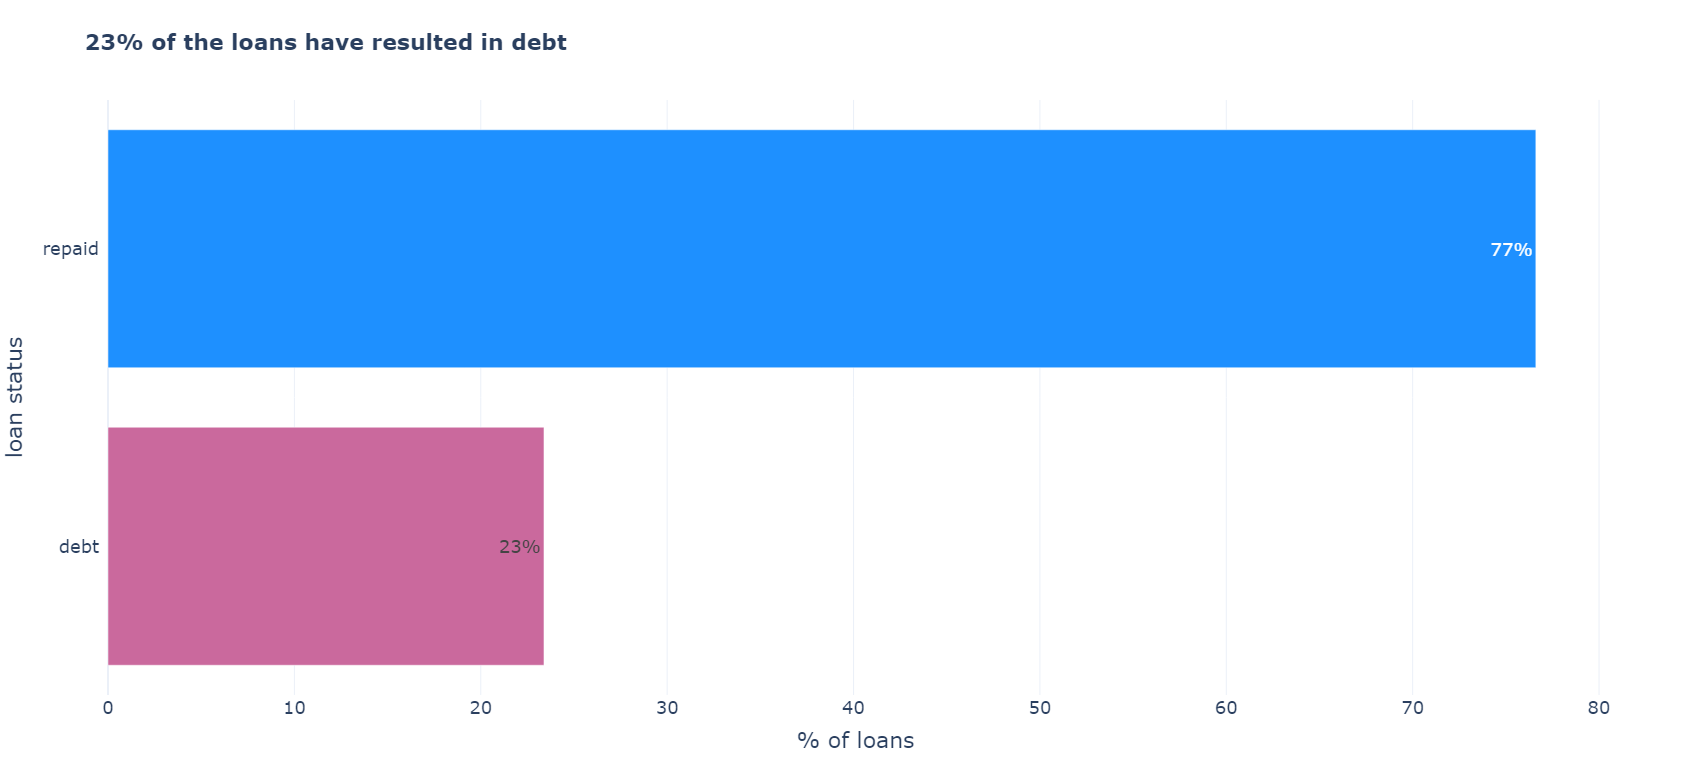 23% of the loans have resulted in debt
repaid
77%
loan status
debt
23%
0 10 20 30 40 50 60 70 80
% of loans